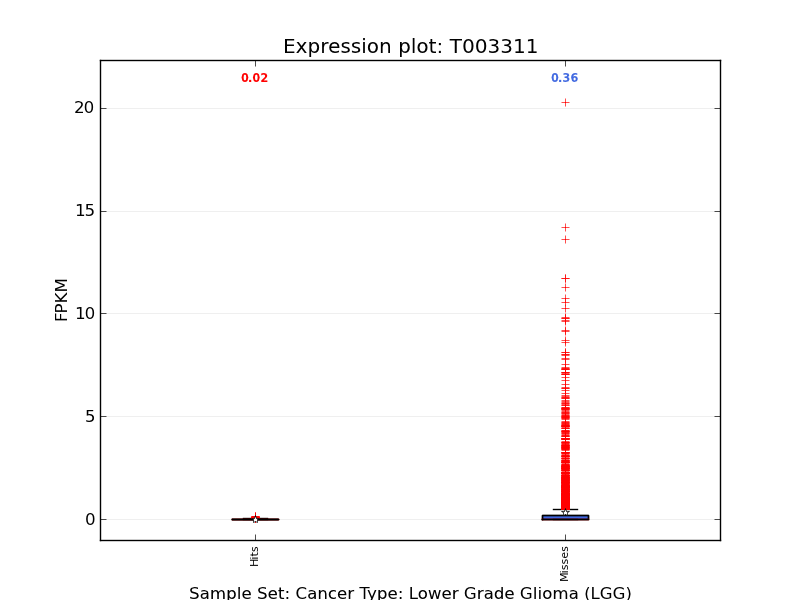 Expression plot: T003311
0.02
0.36
20
15
10
5
0
FPKM
Hits
Misses
Sample Set: Cancer Type: Lower Grade Glioma (LGG)